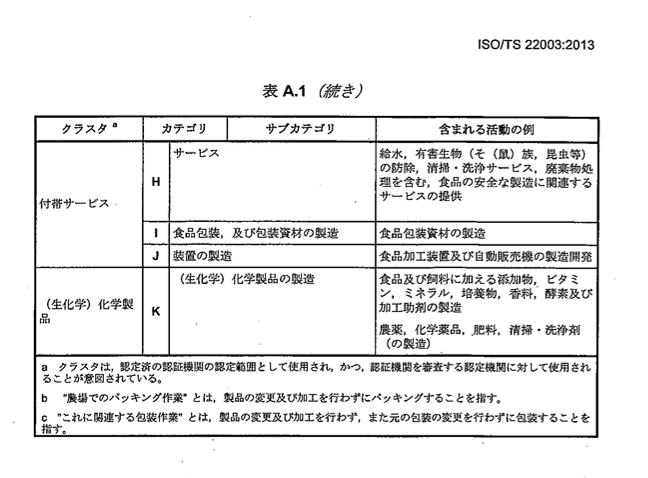 ISO/TS 22003:2013
表 A.1 （続き）
クラスタ a
カテゴリ
サブカテゴリ
含まれる活動の例
付帯サービス
H
サービス
給水，有害生物（そ（鼠）族，昆虫等）
の防除，清掃・洗浄サービス，廃棄物処
理を含む，食品の安全な製造に関連する
サービスの提供
I
食品包装，及び包装資材の製造
食品包装資材の製造
J
装置の製造
食品加工装置及び自動販売機の製造開発
（生化学）化学製
品
K
（生化学）化学製品の製造
食品及び飼料に加える添加物，ビタミ
ン，ミネラル，培養物，香料，酵素及び
加工助剤の製造
農薬，化学薬品，肥料，清掃・洗浄剤
（の製造）
a クラスタは，認定済の認証機関の認定範囲として使用され，かつ，認証機関を審査する認定機関に対して使用され
ることが意図されている。
b "農場でのパッキング作業" とは，製品の変更及び加工を行わずにパッキングすることを指す。
c "これに関連する包装作業" とは，製品の変更及び加工を行わず，また元の包装の変更を行わずに包装することを
指す。